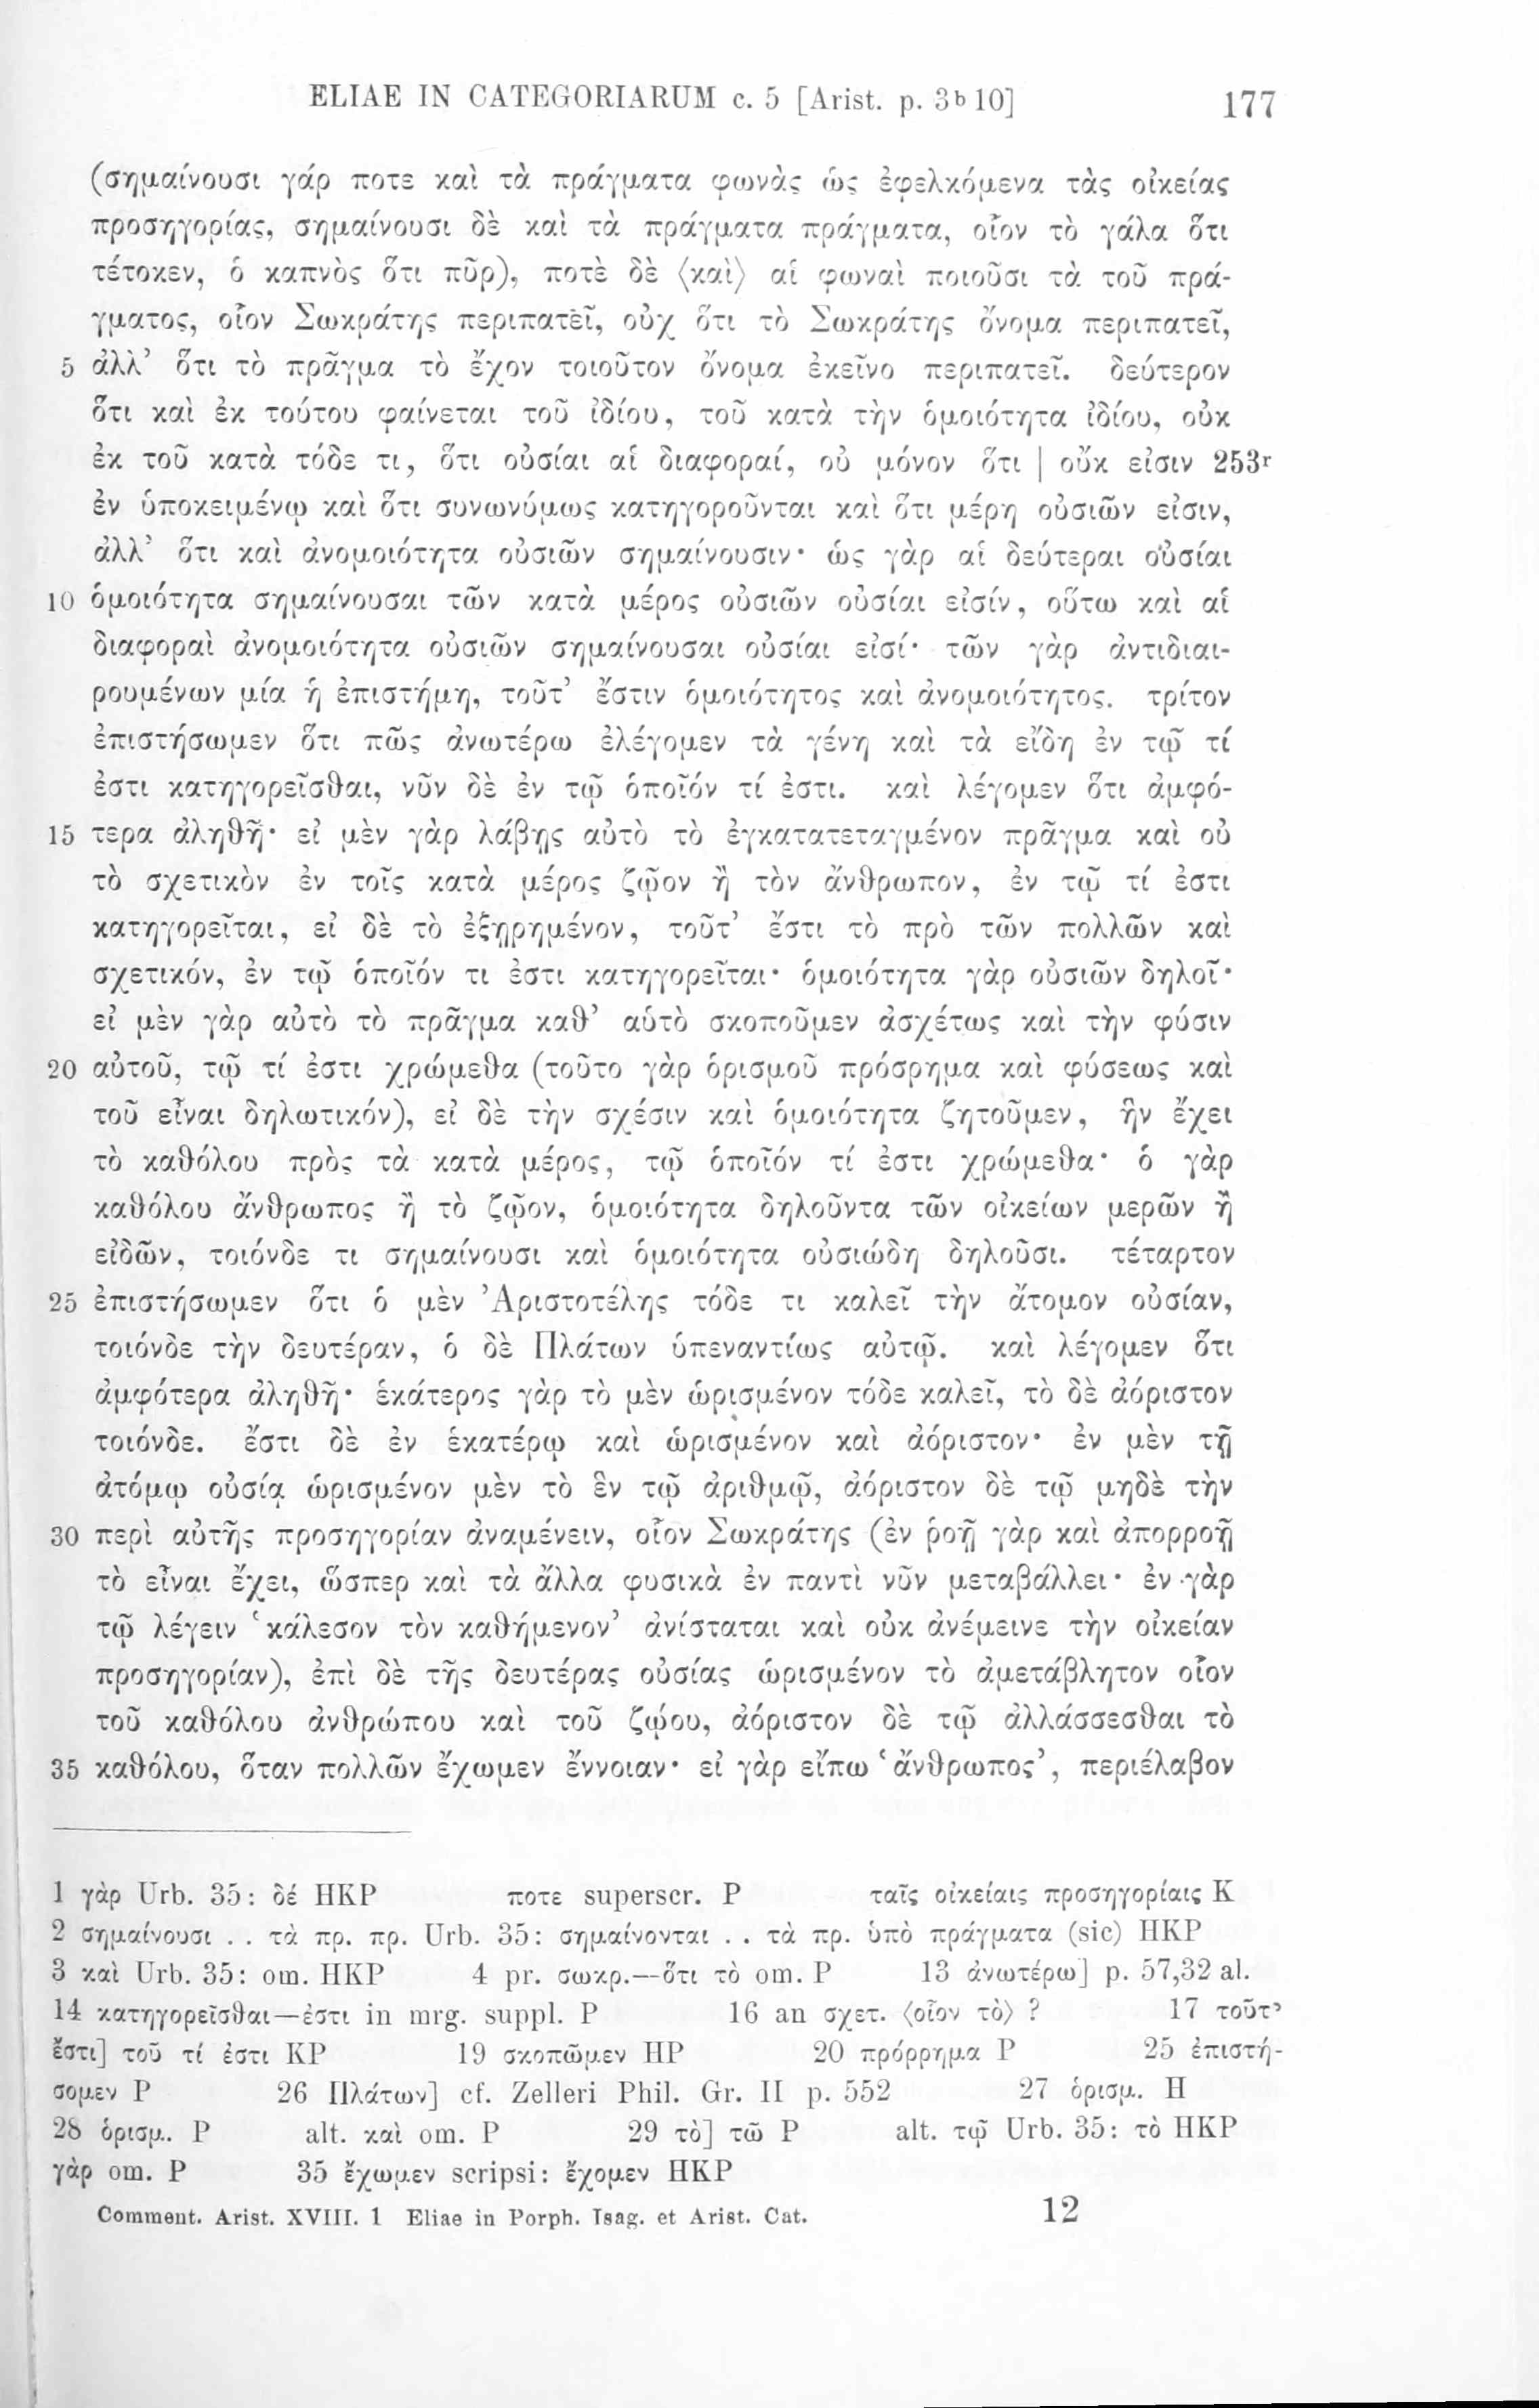 ELIAE IN CATEGORIARUM c. 5 [Arist. p. 3b 10] 177
(σημαίνουσι γάρ ποτε καὶ τὰ πράγματα φωνὰς ὡς ἐφελκόμενα τὰς οἰκείας
προσηγορίας, σημαίνουσι δὲ καὶ τὰ πράγματα πράγματα, οἷον τὸ γάλα ὅτι
τέτοκεν, ὁ καπνὸς ὅτι πῦρ), ποτὲ δὲ ⟨καὶ⟩ αἱ φωναὶ ποιοῦσι τὰ τοῦ πρά-
γματος, οἷον Σωκράτης περιπατεῖ, οὐχ ὅτι τὸ Σωκράτης ὄνομα περιπατεῖ,
5 ἀλλ’ ὅτι τὸ πρᾶγμα τὸ ἔχον τοιοῦτον ὄνομα ἐκεῖνο περιπατεῖ. δεύτερον
ὅτι καὶ ἐκ τούτου φαίνεται τοῦ ἰδίου, τοῦ κατὰ τὴν ὁμοιότητα ἰδίου, οὐκ
ἐκ τοῦ κατὰ τόδε τι, ὅτι οὐσίαι αἱ διαφοραί, οὐ μόνον ὅτι | οὔκ εἰσιν 253r
ἐν ὑποκειμένῳ καὶ ὅτι συνωνύμως κατηγοροῦνται καὶ ὅτι μέρη οὐσιῶν εἰσιν,
ἀλλ’ ὅτι καὶ ἀνομοιότητα οὐσιῶν σημαίνουσιν· ὡς γὰρ αἱ δεύτεραι οὐσίαι
10 ὁμοιότητα σημαίνουσαι τῶν κατὰ μέρος οὐσιῶν οὐσίαι εἰσίν, οὕτω καὶ αἱ
διαφοραὶ ἀνομοιότητα οὐσιῶν σημαίνουσαι οὐσίαι εἰσί· τῶν γὰρ ἀντιδιαι-
ρουμένων μία ἡ ἐπιστήμη, τοῦτ’ ἔστιν ὁμοιότητος καὶ ἀνομοιότητος. τρίτον
ἐπιστήσωμεν ὅτι πῶς ἀνωτέρω ἐλέγομεν τὰ γένη καὶ τὰ εἴδη ἐν τῷ τί
ἐστι κατηγορεῖσθαι, νῦν δὲ ἐν τῷ ὁποῖόν τί ἐστι. καὶ λέγομεν ὅτι ἀμφό-
15 τερα ἀληθῆ· εἰ μὲν γὰρ λάβῃς αὐτὸ τὸ ἐγκατατεταγμένον πρᾶγμα καὶ οὐ
τὸ σχετικὸν ἐν τοῖς κατὰ μέρος ζῷον ἢ τὸν ἄνθρωπον, ἐν τῷ τί ἐστι
κατηγορεῖται, εἰ δὲ τὸ ἐξῃρημένον, τοῦτ’ ἔστι τὸ πρὸ τῶν πολλῶν καὶ
σχετικόν, ἐν τῷ ὁποῖόν τι ἐστι κατηγορεῖται· ὁμοιότητα γὰρ οὐσιῶν δηλοῖ·
εἰ μὲν γὰρ αὐτὸ τὸ πρᾶγμα καθ’ αὑτὸ σκοποῦμεν ἀσχέτως καὶ τὴν φύσιν
20 αὐτοῦ, τῷ τί ἐστι χρώμεθα (τοῦτο γὰρ ὁρισμοῦ πρόσρημα καὶ φύσεως καὶ
τοῦ εἶναι δηλωτικόν), εἰ δὲ τὴν σχέσιν καὶ ὁμοιότητα ζητοῦμεν, ἣν ἔχει
τὸ καθόλου πρὸς τὰ κατὰ μέρος, τῷ ὁποῖόν τί ἐστι χρώμεθα· ὁ γὰρ
καθόλου ἄνθρωπος ἢ τὸ ζῷον, ὁμοιότητα δηλοῦντα τῶν οἰκείων μερῶν ἢ
εἰδῶν, τοιόνδε τι σημαίνουσι καὶ ὁμοιότητα οὐσιώδη δηλοῦσι. τέταρτον
25 ἐπιστήσωμεν ὅτι ὁ μὲν Ἀριστοτέλης τόδε τι καλεῖ τὴν ἄτομον οὐσίαν,
τοιόνδε τὴν δευτέραν, ὁ δὲ Πλάτων ὑπεναντίως αὐτῷ. καὶ λέγομεν ὅτι
ἀμφότερα ἀληθῆ· ἑκάτερος γὰρ τὸ μὲν ὡρισμένον τόδε καλεῖ, τὸ δὲ ἀόριστον
τοιόνδε. ἔστι δὲ ἐν ἑκατέρῳ καὶ ὡρισμένον καὶ ἀόριστον· ἐν μὲν τῇ
ἀτόμῳ οὐσίᾳ ὡρισμένον μὲν τὸ ἓν τῷ ἀριθμῷ, ἀόριστον δὲ τῷ μηδὲ τὴν
30 περὶ αὐτῆς προσηγορίαν ἀναμένειν, οἷον Σωκράτης (ἐν ῥοῇ γὰρ καὶ ἀπορροῇ
τὸ εἶναι ἔχει, ὥσπερ καὶ τὰ ἄλλα φυσικὰ ἐν παντὶ νῦν μεταβάλλει· ἐν γὰρ
τῷ λέγειν ‘κάλεσον τὸν καθήμενον’ ἀνίσταται καὶ οὐκ ἀνέμεινε τὴν οἰκείαν
προσηγορίαν), ἐπὶ δὲ τῆς δευτέρας οὐσίας ὡρισμένον τὸ ἀμετάβλητον οἷον
τοῦ καθόλου ἀνθρώπου καὶ τοῦ ζῴου, ἀόριστον δὲ τῷ ἀλλάσσεσθαι τὸ
35 καθόλου, ὅταν πολλῶν ἔχωμεν ἔννοιαν· εἰ γὰρ εἴπω ‘ἄνθρωπος’, περιέλαβον
1 γὰρ Urb. 35: δέ HKP ποτε superscr. P ταῖς οἰκείαις προσηγορίαις K
2 σημαίνουσι . . τὰ πρ. πρ. Urb. 35: σημαίνονται . . τὰ πρ. ὑπὸ πράγματα (sic) HKP
3 καὶ Urb. 35: om. HKP 4 pr. σωκρ.—ὅτι τὸ om. P 13 ἀνωτέρω] p. 57,32 al.
14 κατηγορεῖσθαι—ἐστι in mrg. suppl. P 16 an σχετ. ⟨οἷον τὸ⟩ ? 17 τοῦτ’
ἔστι] τοῦ τί ἐστι KP 19 σκοπῶμεν HP 20 πρόρρημα P 25 ἐπιστή-
σομεν P 26 Πλάτων] cf. Zelleri Phil. Gr. II p. 552 27 ὁρισμ. H
28 ὁρισμ. P alt. καὶ om. P 29 τὸ] τῶ P alt. τῷ Urb. 35: τὸ HKP
γὰρ om. P 35 ἔχωμεν scripsi: ἔχομεν HKP
Comment. Arist. XVIII. 1 Eliae in Porph. Isag. et Arist. Cat. 12